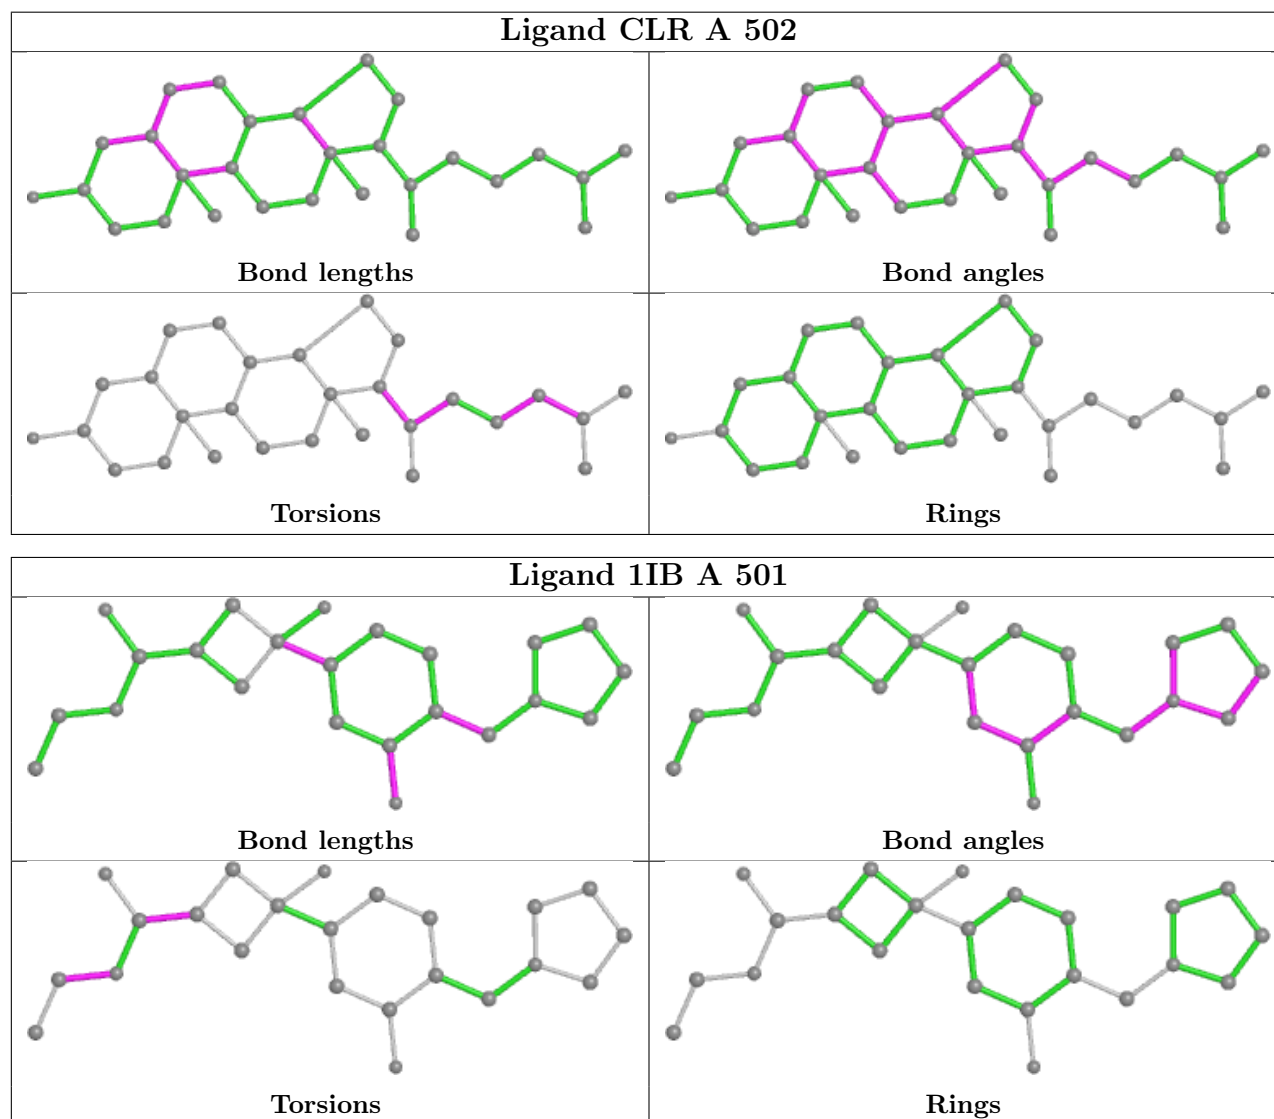 Ligand CLR A 502
Bond lengths
Bond angles
Torsions
Rings
Ligand 1IB A 501
Bond lengths
Bond angles
Torsions
Rings